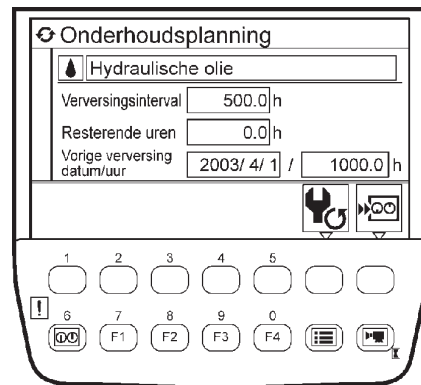 Onderhoudsplanning
Hydraulische olie
Verversingsinterval 500.0 h
Resterende uren 0.0 h
Vorige verversing
datum/uur 2003/ 4/ 1 / 1000.0 h
1 2 3 4 5
!
6 7 8 9 0
F1 F2 F3 F4